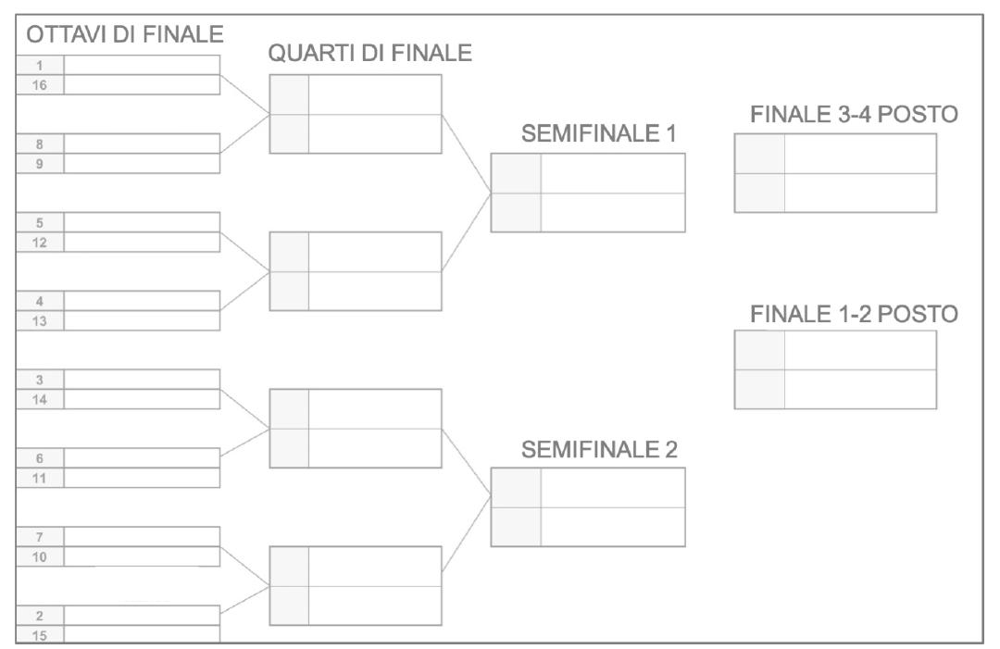 OTTAVI DI FINALE
1
16
8
9
5
12
4
13
3
14
6
11
7
10
2
15
QUARTI DI FINALE
SEMIFINALE 1
SEMIFINALE 2
FINALE 3-4 POSTO
FINALE 1-2 POSTO